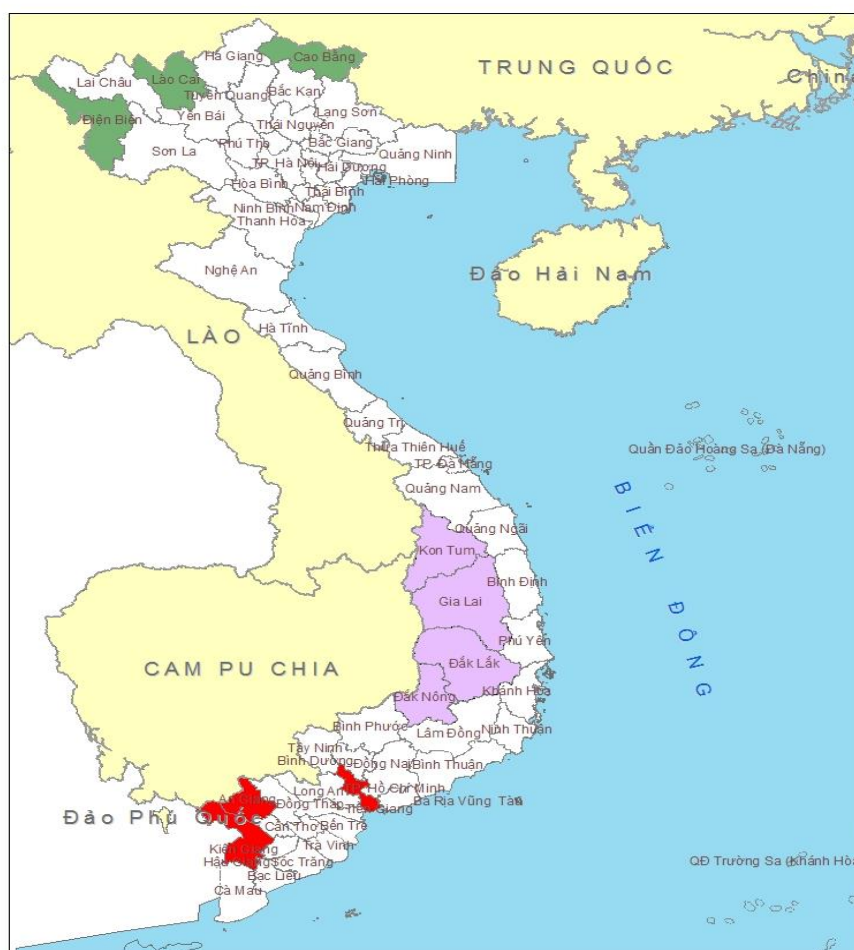 Hà Giang
Cao Bằng
TRUNG QUỐC
China
Lai Châu
Lào Cai
Tuyên Quang
Bắc Kạn
Điện Biên
Yên Bái
Lạng Sơn
Thái Nguyên
Phú Thọ
Bắc Giang
Quảng Ninh
Sơn La
TP. Hà Nội
Hải Dương
Hải Phòng
Hòa Bình
Thái Bình
Ninh Bình
Nam Định
Thanh Hóa
Nghệ An
Đảo Hải Nam
Hà Tĩnh
LÀO
Quảng Bình
Quảng Trị
Thừa Thiên Huế
TP. Đà Nẵng
Quần Đảo Hoàng Sa (Đà Nẵng)
Quảng Nam
BIỂN ĐÔNG
Quảng Ngãi
Kon Tum
Bình Định
Gia Lai
Phú Yên
CAM PU CHIA
Đắk Lắk
Đắk Nông
Khánh Hòa
Bình Phước
Lâm Đồng
Ninh Thuận
Tây Ninh
Bình Dương
Đồng Nai
Bình Thuận
Long An
TP. Hồ Chí Minh
An Giang
Đồng Tháp
Tiền Giang
Bà Rịa Vũng Tàu
Đảo Phú Quốc
Cần Thơ
Bến Tre
Kiên Giang
Trà Vinh
Hậu Giang
Sóc Trăng
Bạc Liêu
Cà Mau
QĐ Trường Sa (Khánh Hòa